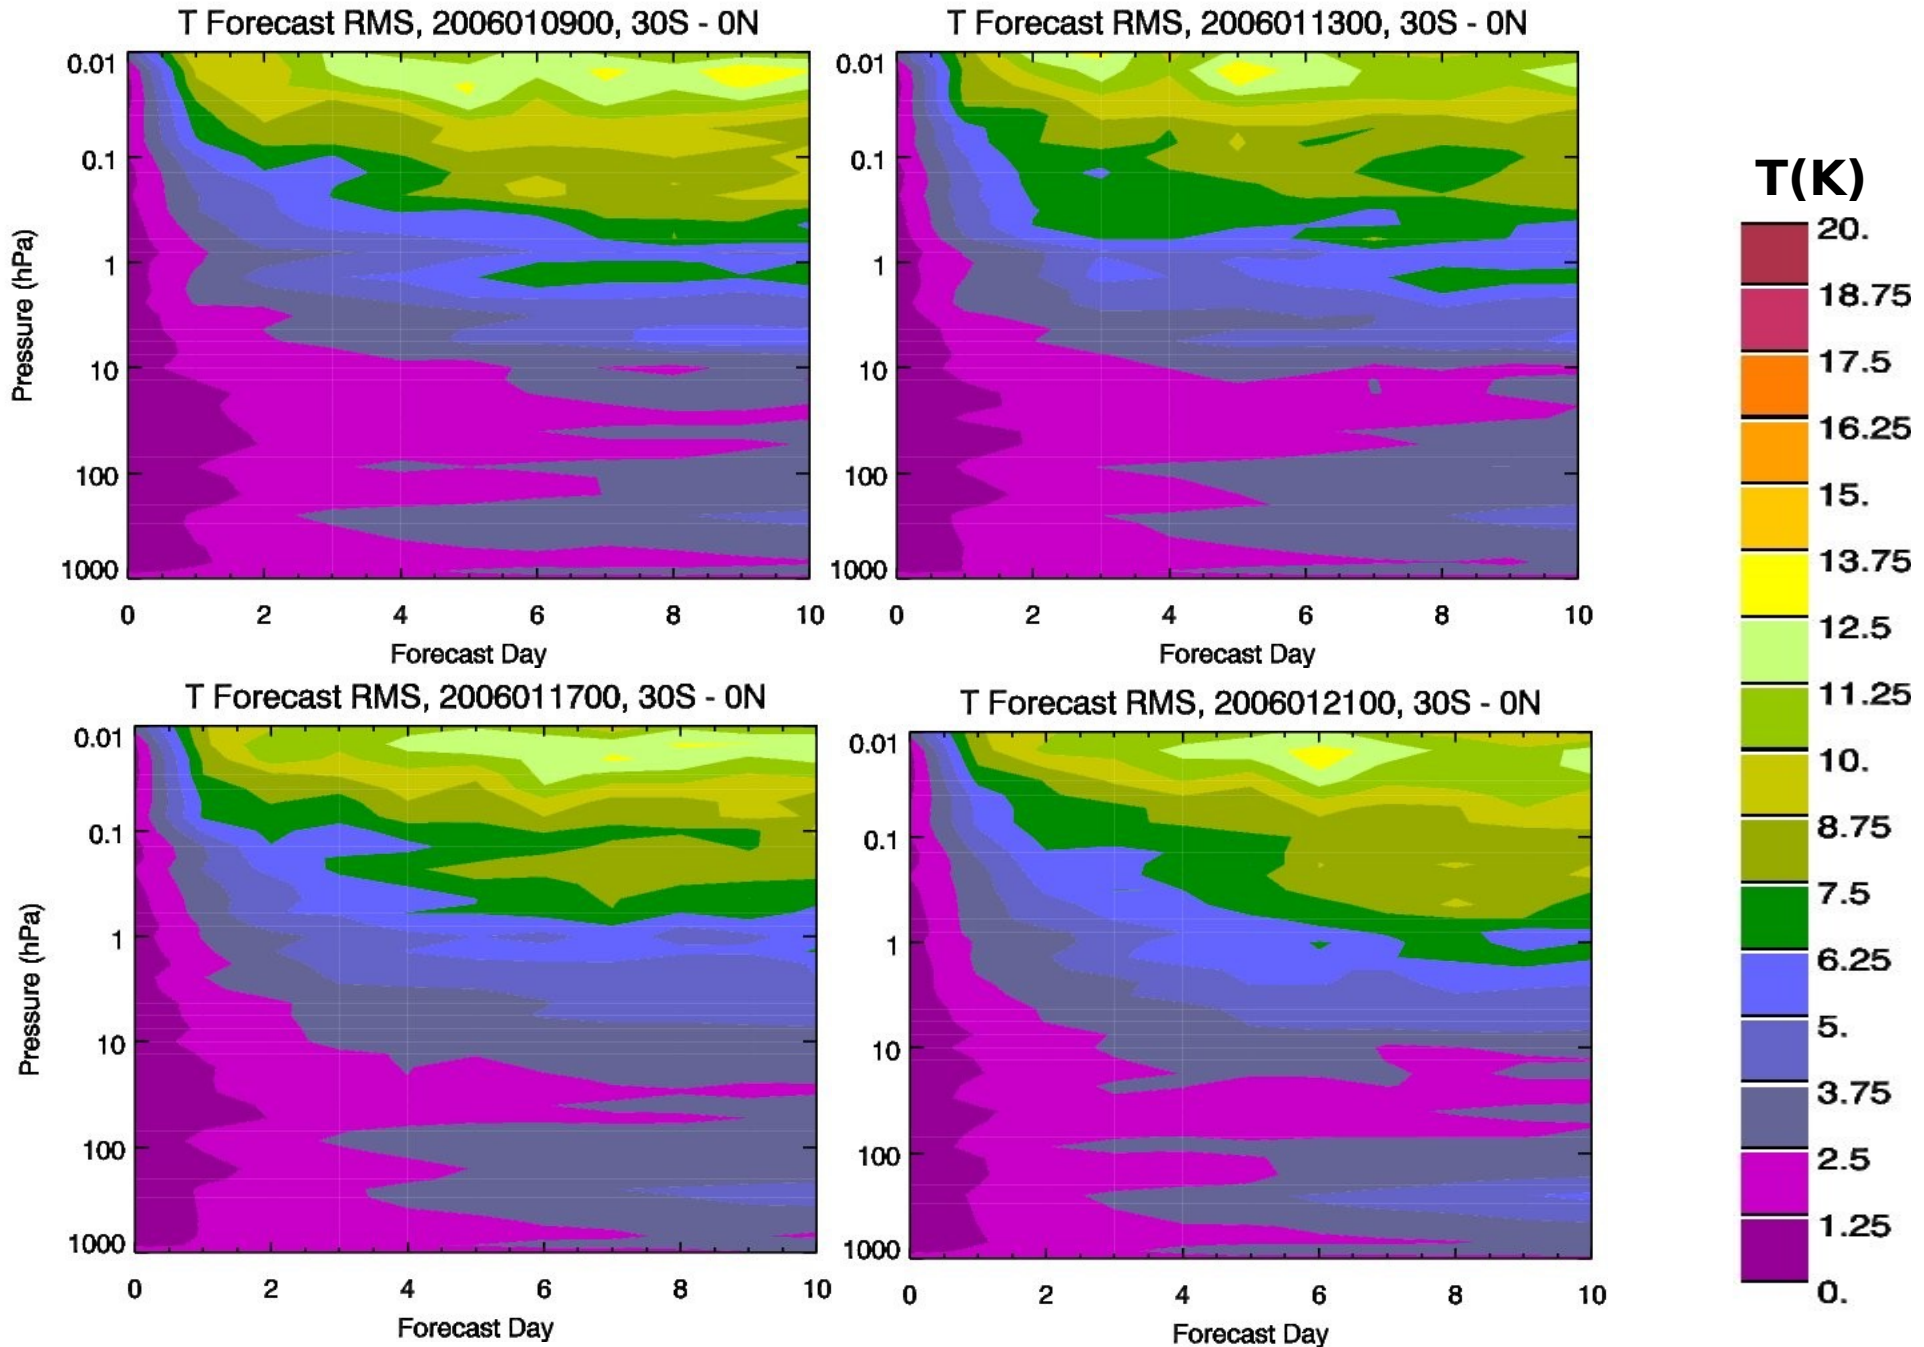 T Forecast RMS, 2006010900, 30S - 0N
0.01
0.1
1
10
100
1000
Pressure (hPa)
0 2 4 6 8 10
Forecast Day
T Forecast RMS, 2006011300, 30S - 0N
0.01
0.1
1
10
100
1000
0 2 4 6 8 10
Forecast Day
T Forecast RMS, 2006011700, 30S - 0N
0.01
0.1
1
10
100
1000
Pressure (hPa)
0 2 4 6 8 10
Forecast Day
T Forecast RMS, 2006012100, 30S - 0N
0.01
0.1
1
10
100
1000
0 2 4 6 8 10
Forecast Day
T(K)
20.
18.75
17.5
16.25
15.
13.75
12.5
11.25
10.
8.75
7.5
6.25
5.
3.75
2.5
1.25
0.